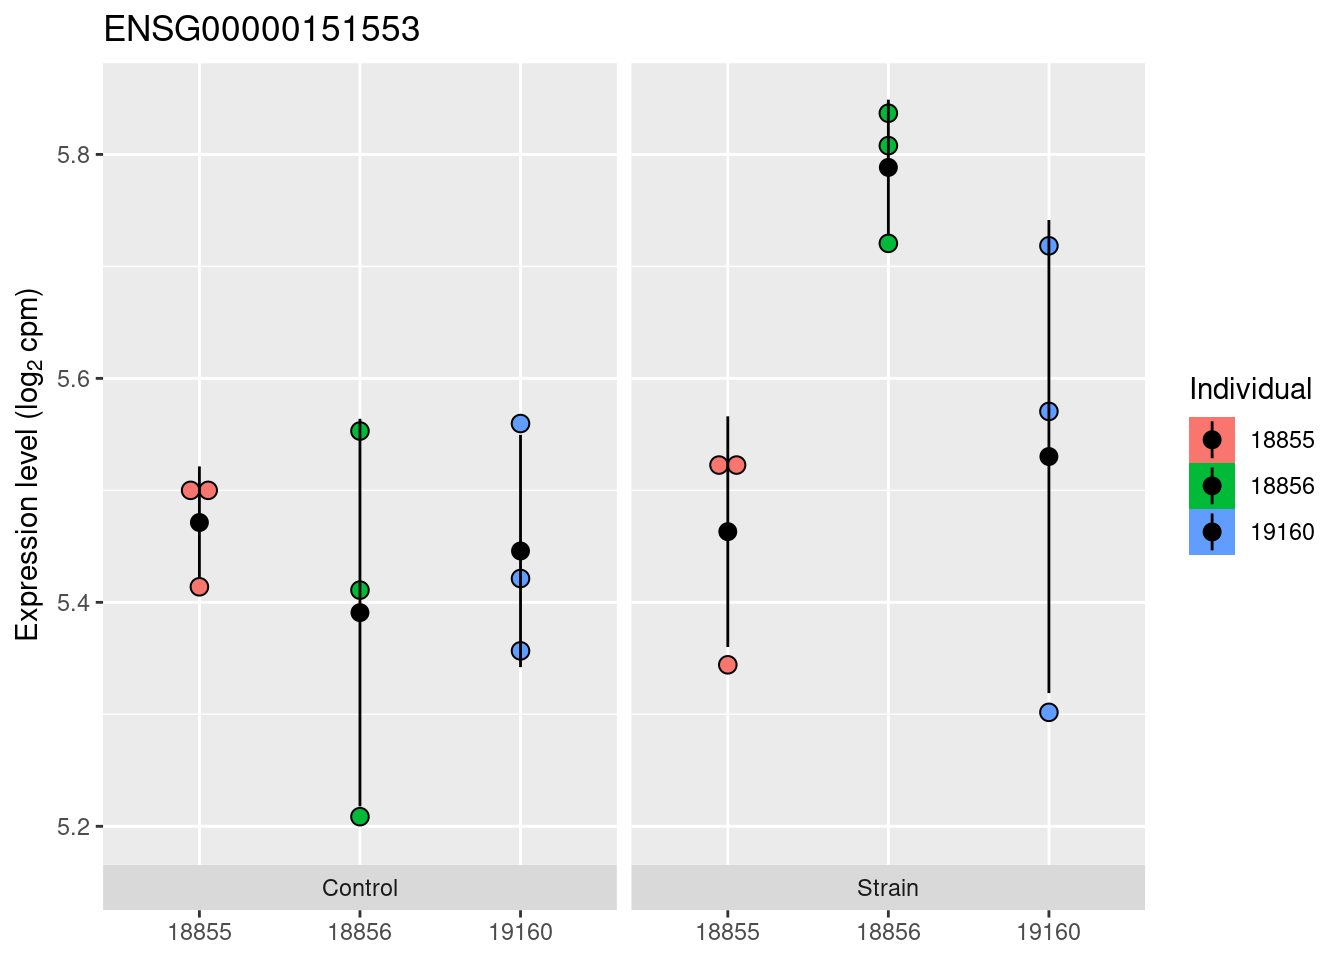 ENSG00000151553
Expression level (log₂ cpm)
5.8
5.6
5.4
5.2
Control
Strain
18855
18856
19160
18855
18856
19160
Individual
18855
18856
19160